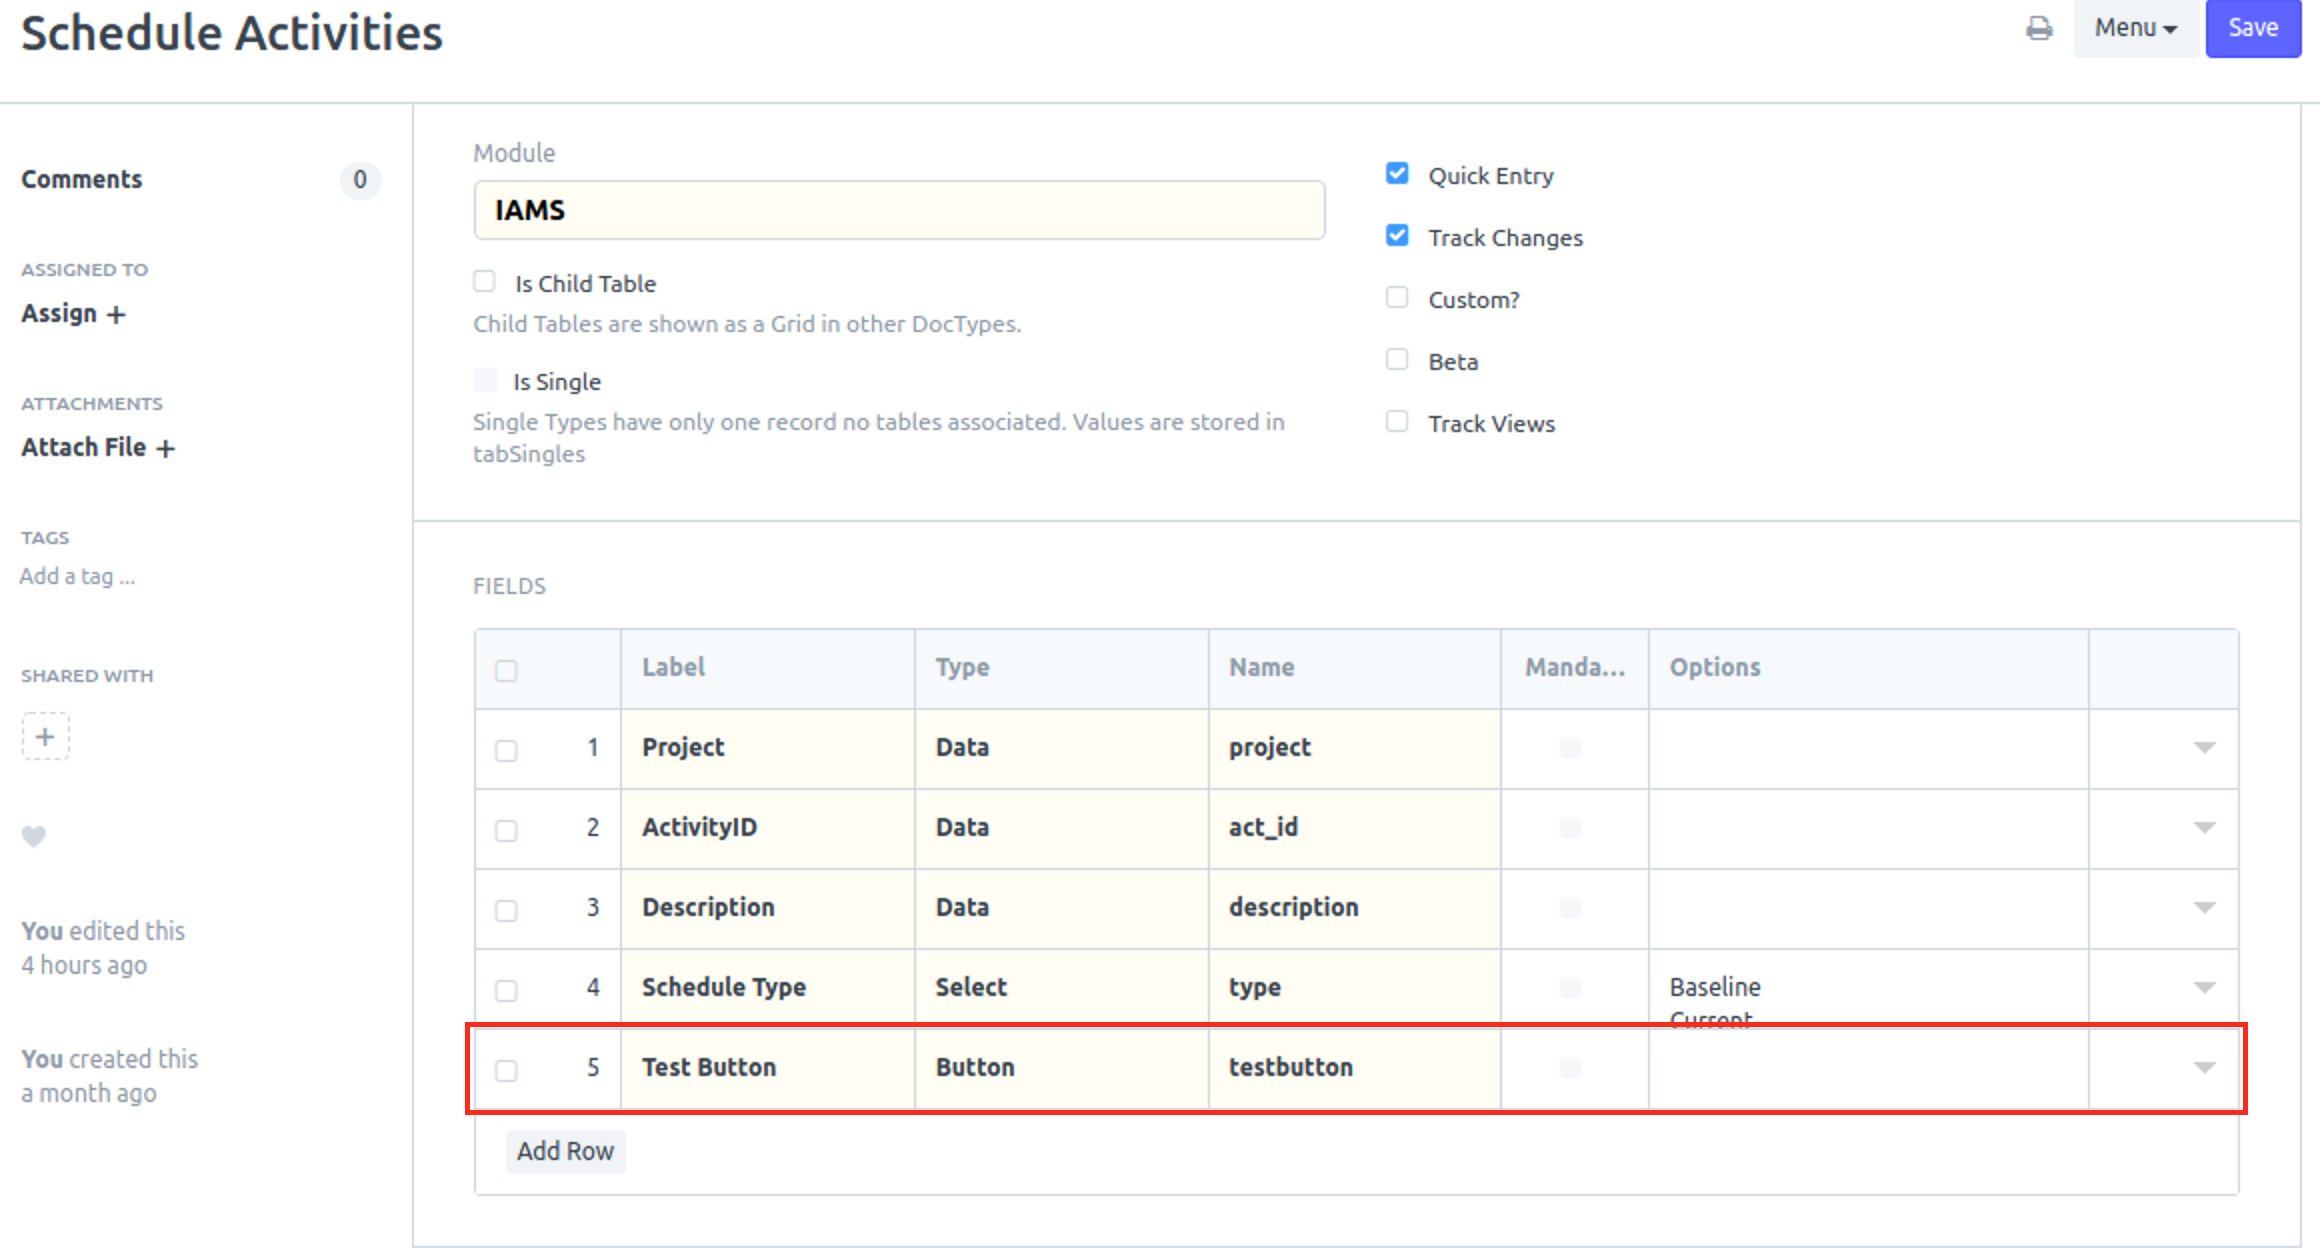 Schedule Activities
Menu
Save
Comments
0
ASSIGNED TO
Assign +
ATTACHMENTS
Attach File +
TAGS
Add a tag ...
SHARED WITH
+
You edited this
4 hours ago
You created this
a month ago
Module
IAMS
Is Child Table
Child Tables are shown as a Grid in other DocTypes.
Is Single
Single Types have only one record no tables associated. Values are stored in
tabSingles
Quick Entry
Track Changes
Custom?
Beta
Track Views
FIELDS
Label Type Name Manda... Options
1 Project Data project
2 ActivityID Data act_id
3 Description Data description
4 Schedule Type Select type Baseline
Current
5 Test Button Button testbutton
Add Row